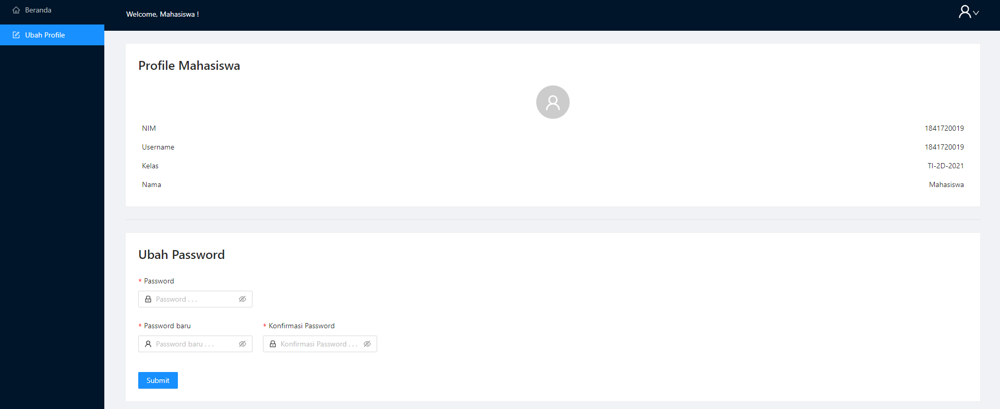 Beranda
Ubah Profile
Welcome, Mahasiswa !
Profile Mahasiswa
NIM 1841720019
Username 1841720019
Kelas TI-2D-2021
Nama Mahasiswa
Ubah Password
* Password
Password . . .
* Password baru * Konfirmasi Password
Password baru . . . Konfirmasi Password . . .
Submit